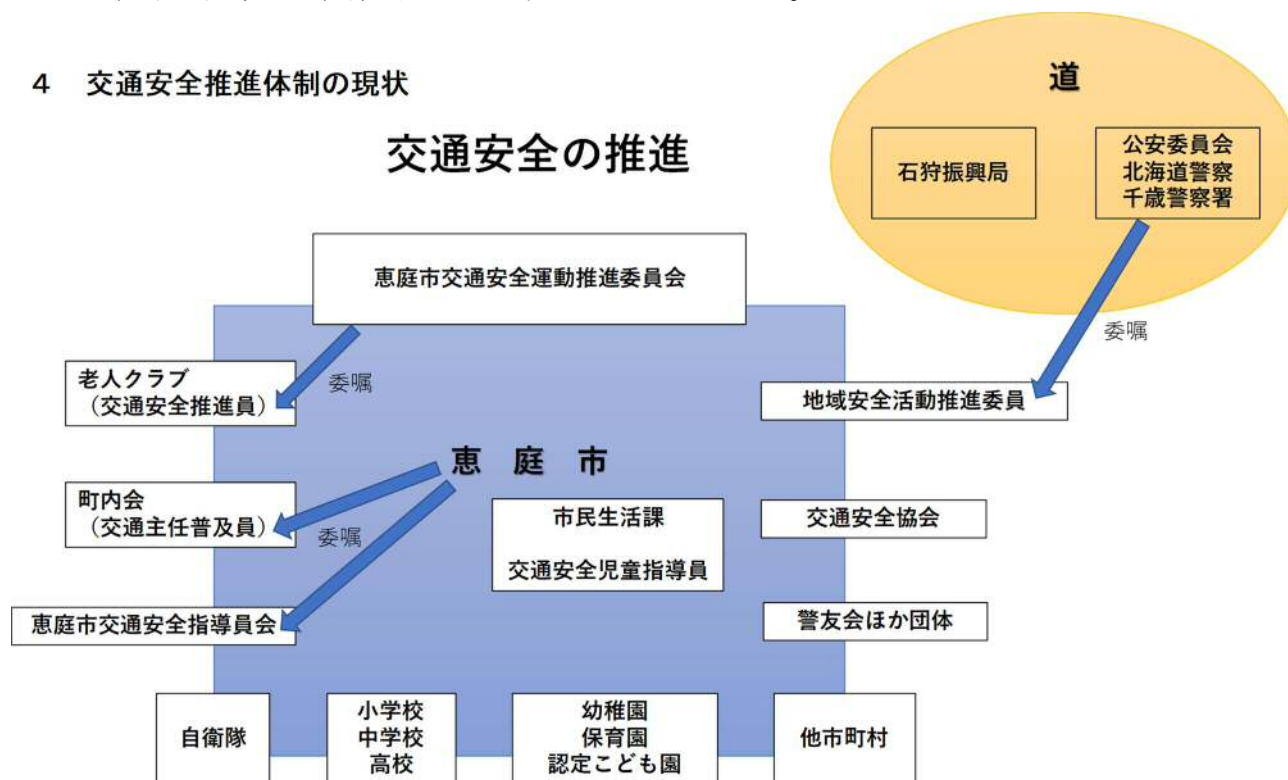 4 交通安全推進体制の現状
交通安全の推進
道
石狩振興局
公安委員会
北海道警察
千歳警察署
恵庭市交通安全運動推進委員会
委嘱
老人クラブ
(交通安全推進員)
委嘱
地域安全活動推進委員
恵 庭 市
町内会
(交通主任普及員)
委嘱
市民生活課
交通安全児童指導員
交通安全協会
恵庭市交通安全指導員会
警友会ほか団体
自衛隊
小学校
中学校
高校
幼稚園
保育園
認定こども園
他市町村